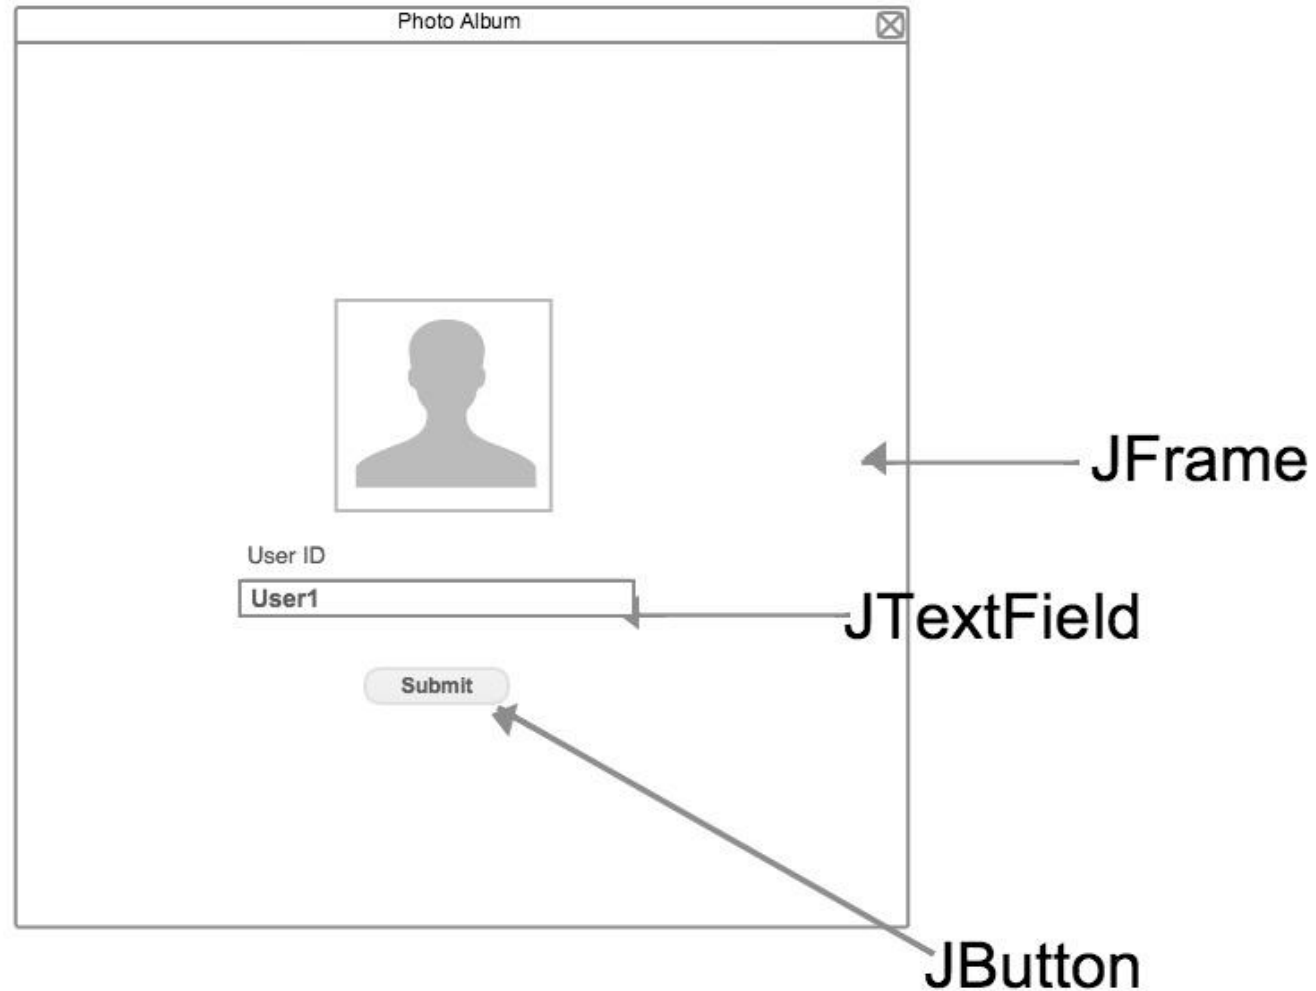 Photo Album
JFrame
User ID
User1
JTextField
Submit
JButton